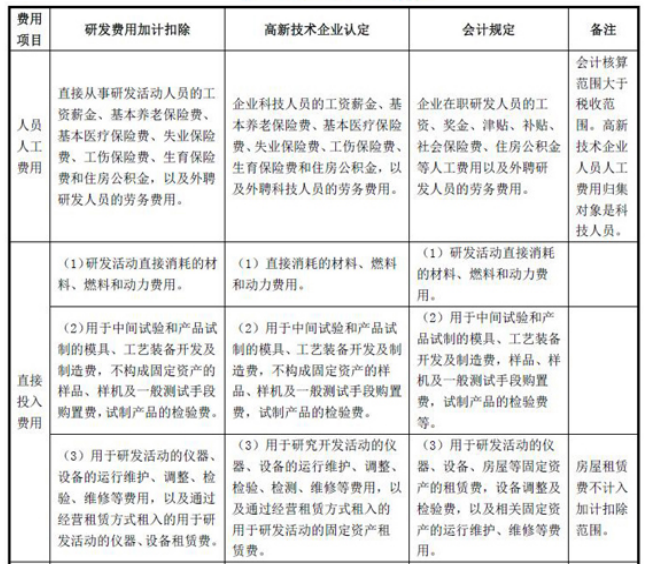 费用
项目
研发费用加计扣除
高新技术企业认定
会计规定
备注
人员
人工
费用
直接从事研发活动人员的工
资薪金、基本养老保险费、
基本医疗保险费、失业保险
费、工伤保险费、生育保险
费和住房公积金，以及外聘
研发人员的劳务费用。
企业科技人员的工资薪金、基
本养老保险费、基本医疗保险
费、失业保险费、工伤保险费、
生育保险费和住房公积金，以
及外聘科技人员的劳务费用。
企业在职研发人员的工
资、奖金、津贴、补贴、
社会保险费、住房公积金
等人工费用以及外聘研
发人员的劳务费用。
会计核算
范围大于
税收范
围。高新
技术企业
人员人工
费用归集
对象是科
技人员。
直接
投入
费用
（1）研发活动直接消耗的材
料、燃料和动力费用。
（1）直接消耗的材料、燃料
和动力费用。
（1）研发活动直接消耗
的材料、燃料和动力费
用。
（2）用于中间试验和产品试
制的模具、工艺装备开发及
制造费，不构成固定资产的
样品、样机及一般测试手段
购置费，试制产品的检验费。
（2）用于中间试验和产品试
制的模具、工艺装备开发及制
造费，不构成固定资产的样
品、样机及一般测试手段购置
费，试制产品的检验费。
（2）用于中间试验和产
品试制的模具、工艺装备
开发及制造费，样品、样
机及一般测试手段购置
费，试制产品的检验费
等。
（3）用于研发活动的仪器、
设备的运行维护、调整、检
验、维修等费用，以及通过
经营租赁方式租入的用于研
发活动的仪器、设备租赁费。
（3）用于研究开发活动的仪
器、设备的运行维护、调整、
检验、检测、维修等费用，以
及通过经营租赁方式租入的
用于研发活动的固定资产租
赁费。
（3）用于研发活动的仪
器、设备、房屋等固定资
产的租赁费，设备调整及
检验费，以及相关固定资
产的运行维护、维修等费
用。
房屋租赁
费不计入
加计扣除
范围。